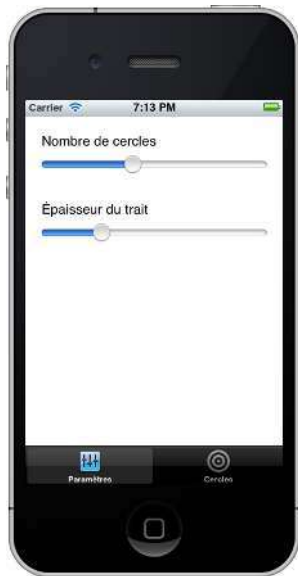 Carrier 7:13 PM
Nombre de cercles
Épaisseur du trait
Paramètres Cercles